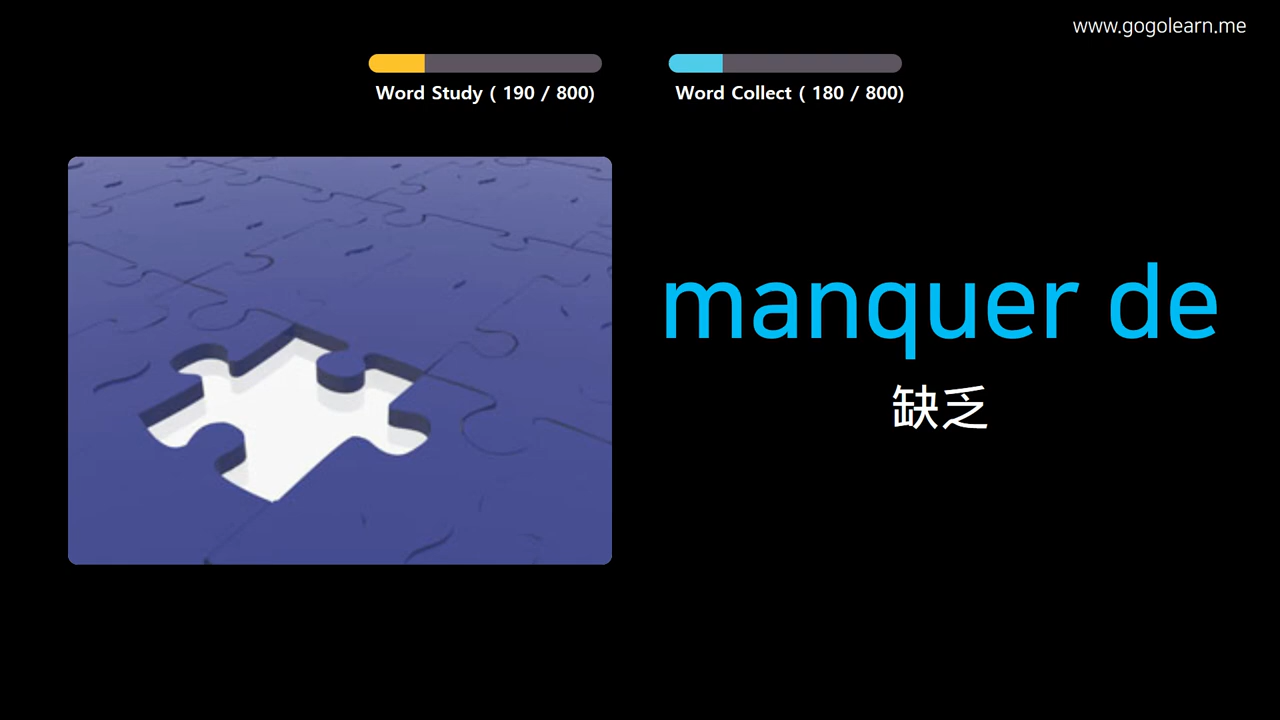 www.gogolearn.me
Word Study ( 190 / 800)
Word Collect ( 180 / 800)
manquer de
缺乏